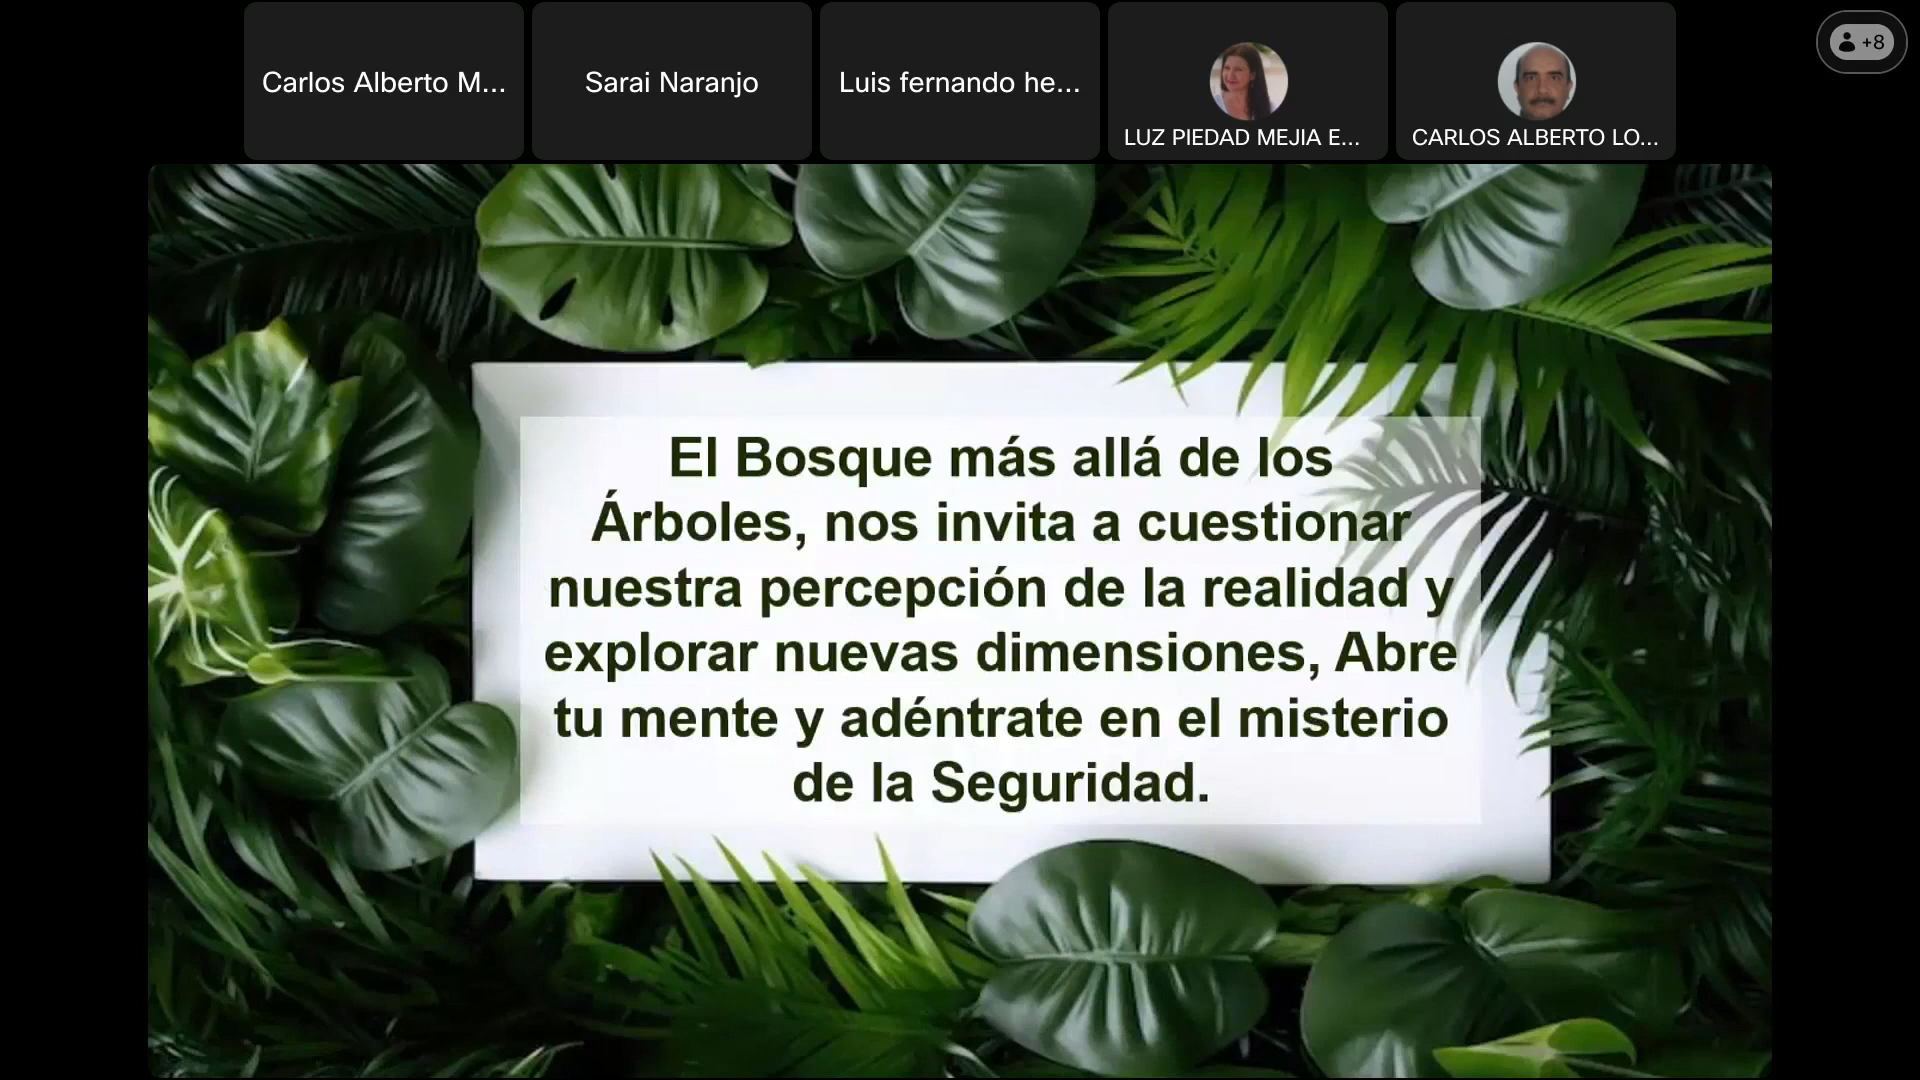 Carlos Alberto M...
Sarai Naranjo
Luis fernando he...
LUZ PIEDAD MEJIA E...
CARLOS ALBERTO LO...
+8
El Bosque más allá de los
Árboles, nos invita a cuestionar
nuestra percepción de la realidad y
explorar nuevas dimensiones, Abre
tu mente y adéntrate en el misterio
de la Seguridad.